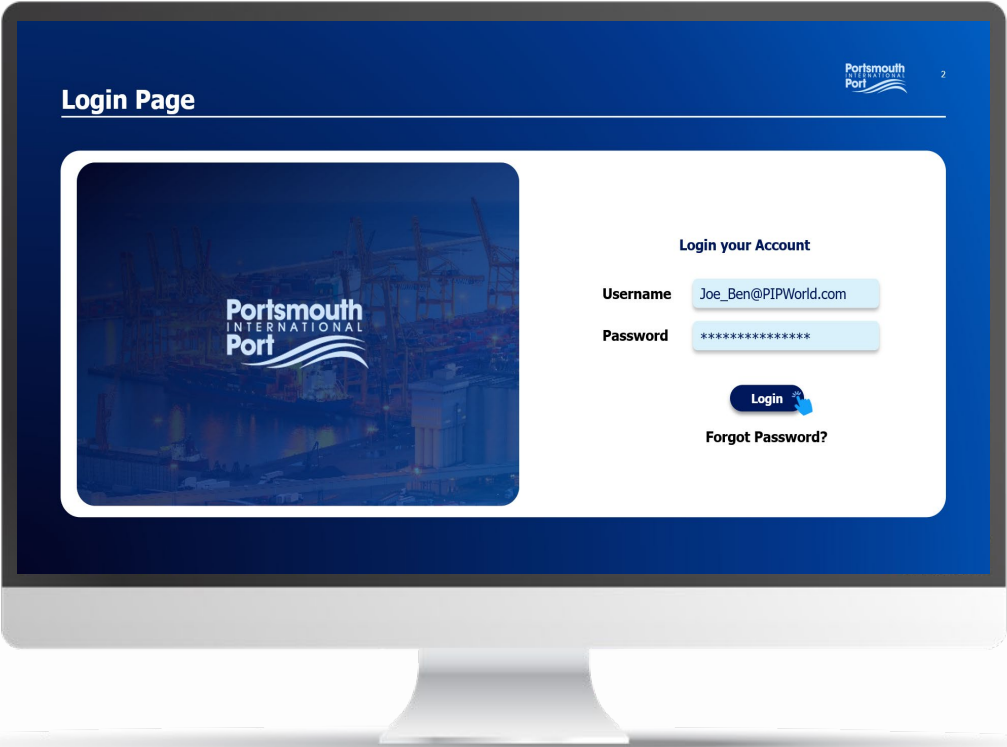 Portsmouth
INTERNATIONAL
Port
2
Login Page
Portsmouth
INTERNATIONAL
Port
Login your Account
Username Joe_Ben@PIPWorld.com
Password ***************
Login
Forgot Password?